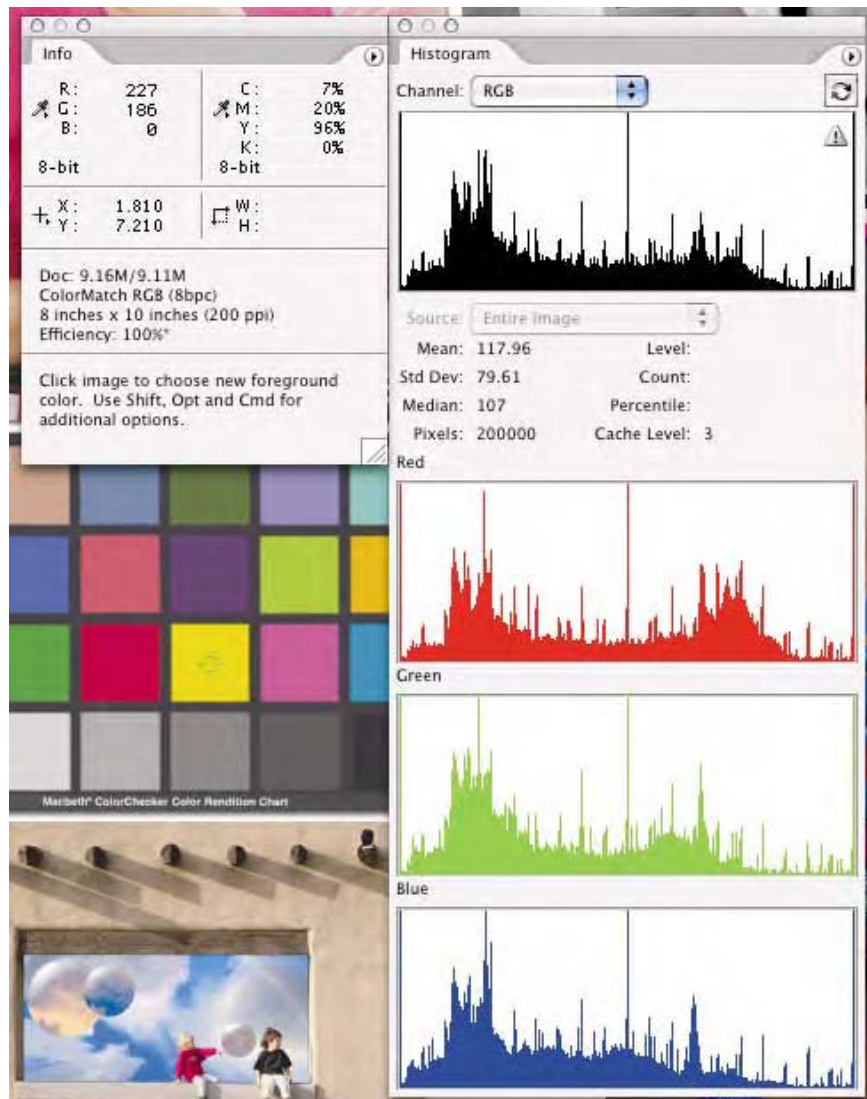 Info
R: 227
G: 186
B: 0
8-bit
C: 7%
M: 20%
Y: 96%
K: 0%
8-bit
X: 1.810
Y: 7.210
W:
H:
Doc: 9.16M/9.11M
ColorMatch RGB (8bpc)
8 inches x 10 inches (200 ppi)
Efficiency: 100%*
Click image to choose new foreground
color. Use Shift, Opt and Cmd for
additional options.
Histogram
Channel: RGB
Source: Entire Image
Mean: 117.96 Level:
Std Dev: 79.61 Count:
Median: 107 Percentile:
Pixels: 200000 Cache Level: 3
Red
Green
Blue
Macbeth* ColorChecker Color Rendition Chart